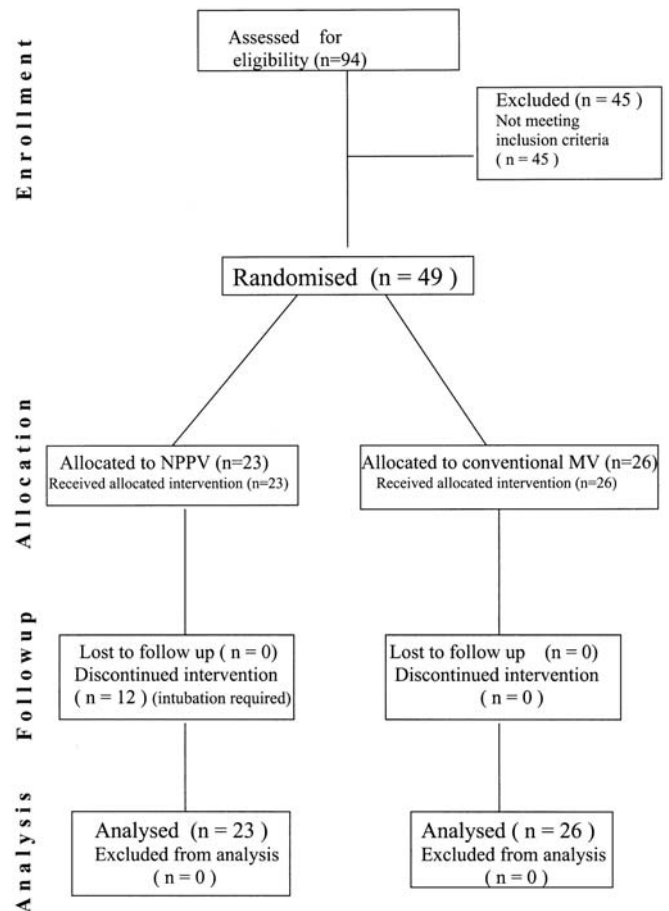 Enrollment
Assessed for
eligibility (n=94)
Excluded (n = 45 )
Not meeting
inclusion criteria
( n = 45 )
Randomised (n = 49 )
Allocation
Allocated to NPPV (n=23)
Received allocated intervention (n=23)
Allocated to conventional MV (n=26)
Received allocated intervention (n=26)
Followup
Lost to follow up ( n = 0)
Discontinued intervention
( n = 12 ) (intubation required)
Lost to follow up (n = 0)
Discontinued intervention
( n = 0 )
Analysis
Analysed (n = 23 )
Excluded from analysis
( n = 0 )
Analysed ( n = 26 )
Excluded from analysis
( n = 0 )